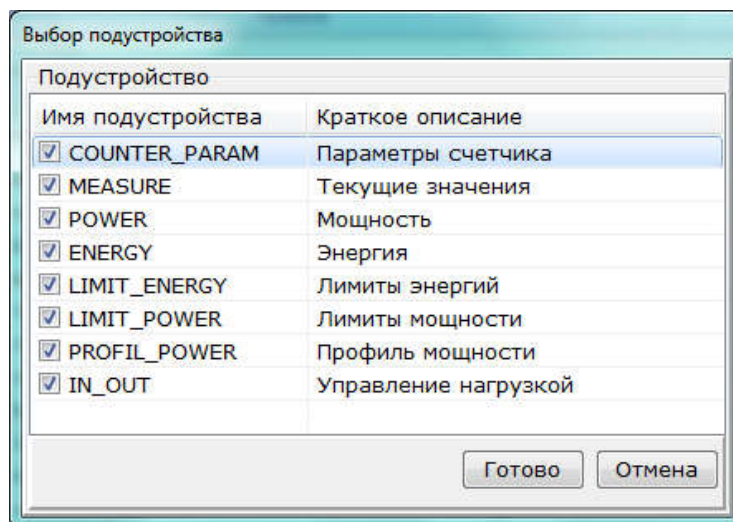 Выбор подустройства
Подустройство
Имя подустройства Краткое описание
COUNTER_PARAM Параметры счетчика
MEASURE Текущие значения
POWER Мощность
ENERGY Энергия
LIMIT_ENERGY Лимиты энергий
LIMIT_POWER Лимиты мощности
PROFIL_POWER Профиль мощности
IN_OUT Управление нагрузкой
Готово Отмена